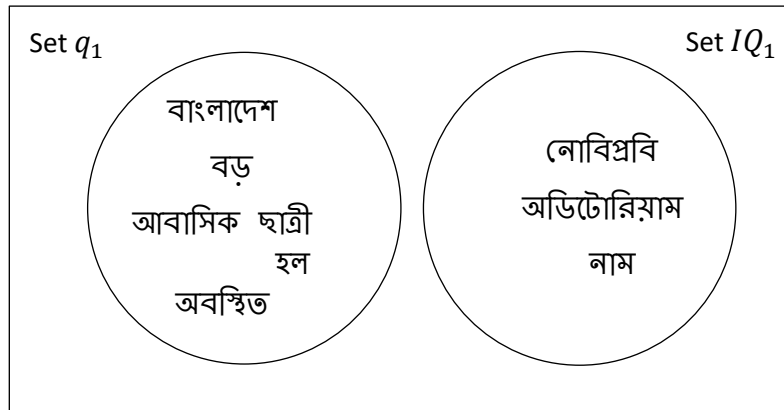 Set q₁
Set IQ₁
বাংলাদেশ
বড়
আবাসিক ছাত্রী
হল
অবস্থিত
নোবিপ্রবি
অডিটোরিয়াম
নাম